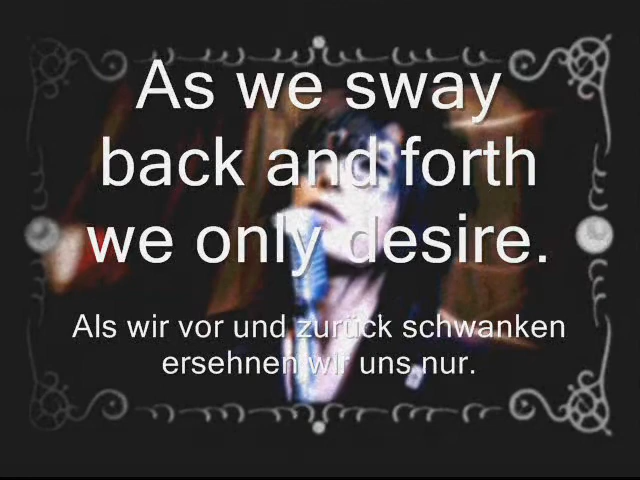 As we sway
back and forth
we only desire.
Als wir vor und zurück schwanken
ersehnen wir uns nur.